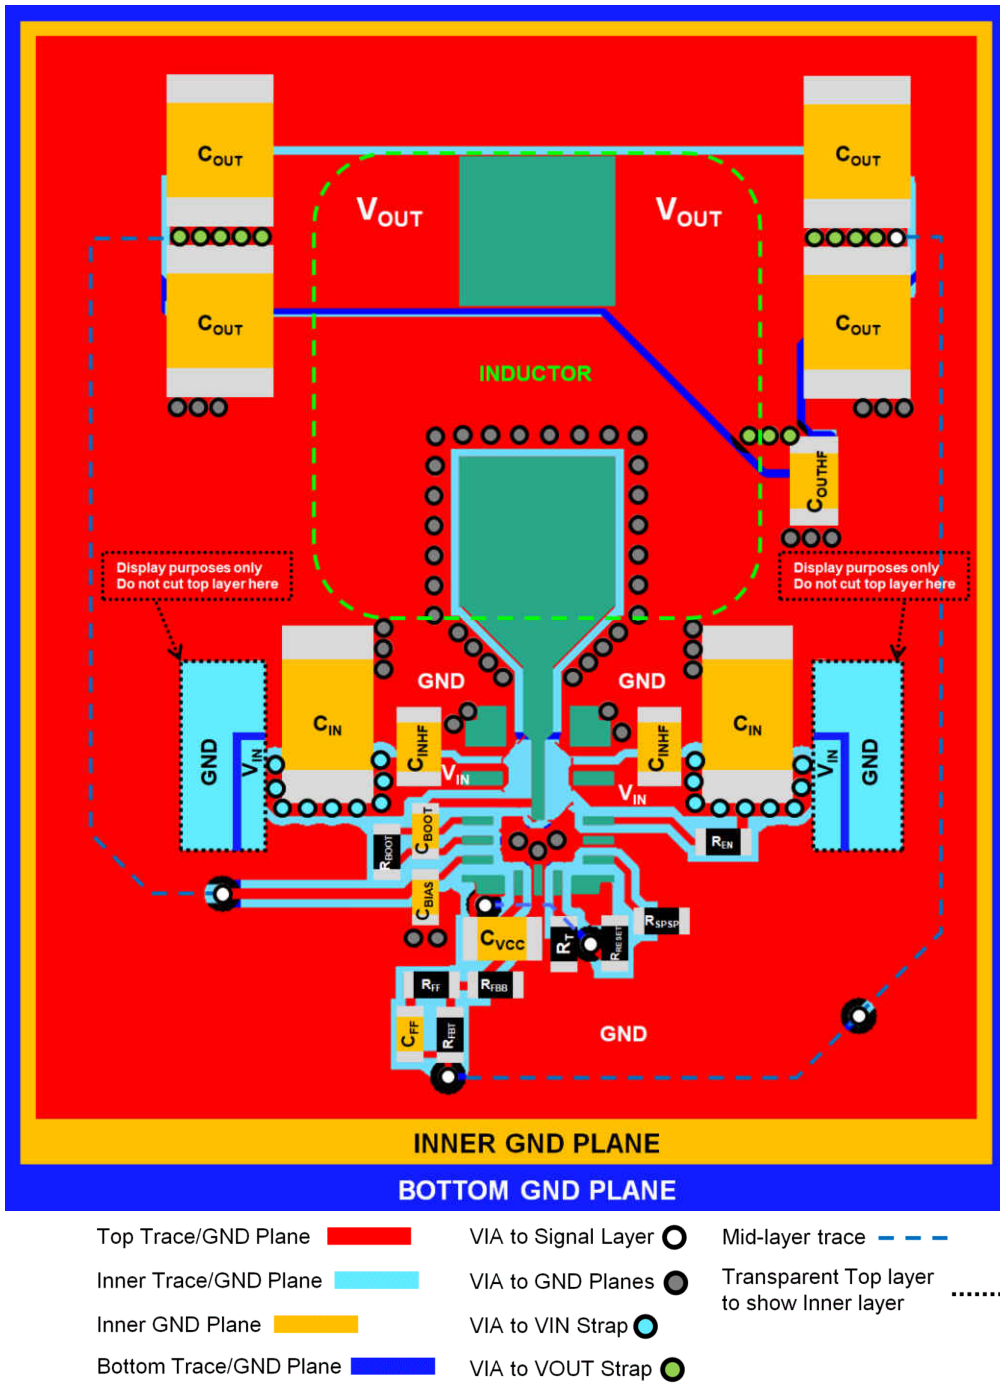 COUT
COUT
VOUT
VOUT
COUT
COUT
INDUCTOR
COUTHF
Display purposes only
Do not cut top layer here
Display purposes only
Do not cut top layer here
GND
GND
CIN
CIN
GND
VIN
CINHF
CINHF
VIN
GND
VIN
VIN
RBOOT
CBOOT
REN
CBIAS
CVCC
RT
RRESET
RSPSP
RFF
RFBB
CFF
RFBT
GND
INNER GND PLANE
BOTTOM GND PLANE
Top Trace/GND Plane
VIA to Signal Layer
Mid-layer trace
Inner Trace/GND Plane
VIA to GND Planes
Transparent Top layer
to show Inner layer
Inner GND Plane
VIA to VIN Strap
Bottom Trace/GND Plane
VIA to VOUT Strap